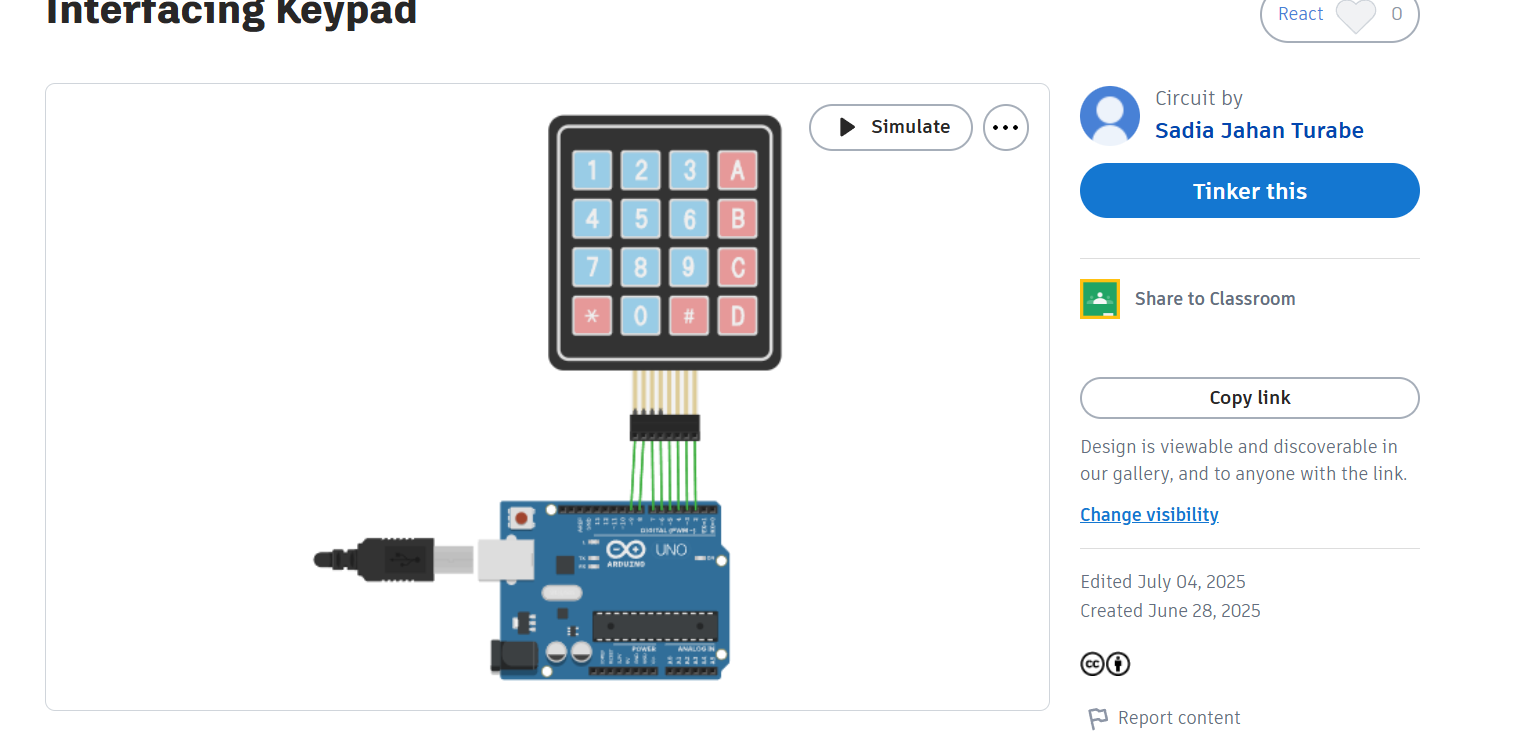 Interfacing Keypad
React 0
Simulate
1 2 3 A
4 5 6 B
7 8 9 C
* 0 # D
DIGITAL (PWM~)
UNO
ARDUINO
POWER
ANALOG IN
Circuit by
Sadia Jahan Turabe
Tinker this
Share to Classroom
Copy link
Design is viewable and discoverable in
our gallery, and to anyone with the link.
Change visibility
Edited July 04, 2025
Created June 28, 2025
cc
Report content